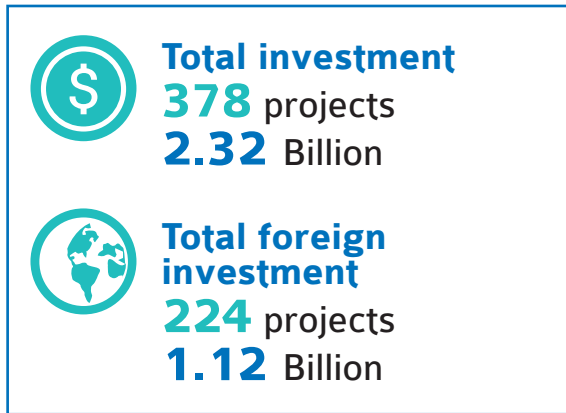 $
Total investment
378 projects
2.32 Billion
Total foreign
investment
224 projects
1.12 Billion